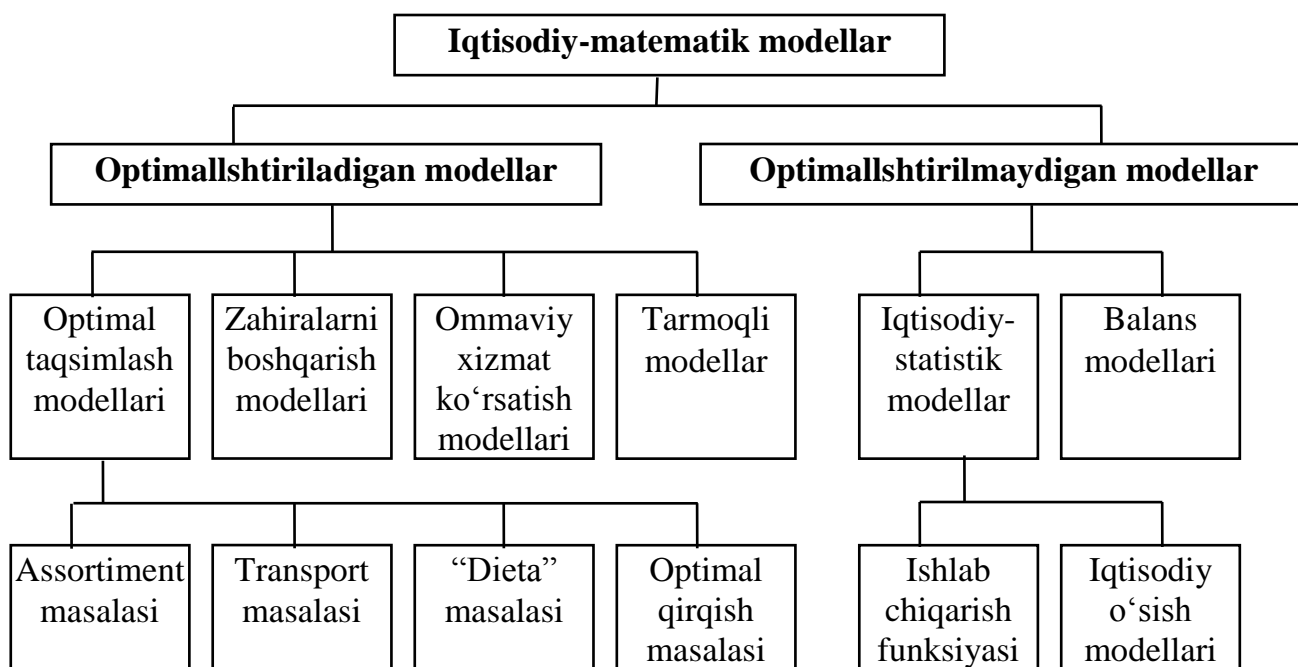 Iqtisodiy-matematik modellar
Optimallshtiriladigan modellar
Optimallshtirilmaydigan modellar
Optimal
taqsimlash
modellari
Zahiralarni
boshqarish
modellari
Ommaviy
xizmat
ko‘rsatish
modellari
Tarmoqli
modellar
Iqtisodiy-
statistik
modellar
Balans
modellari
Assortiment
masalasi
Transport
masalasi
“Dieta”
masalasi
Optimal
qirqish
masalasi
Ishlab
chiqarish
funksiyasi
Iqtisodiy
o‘sish
modellari